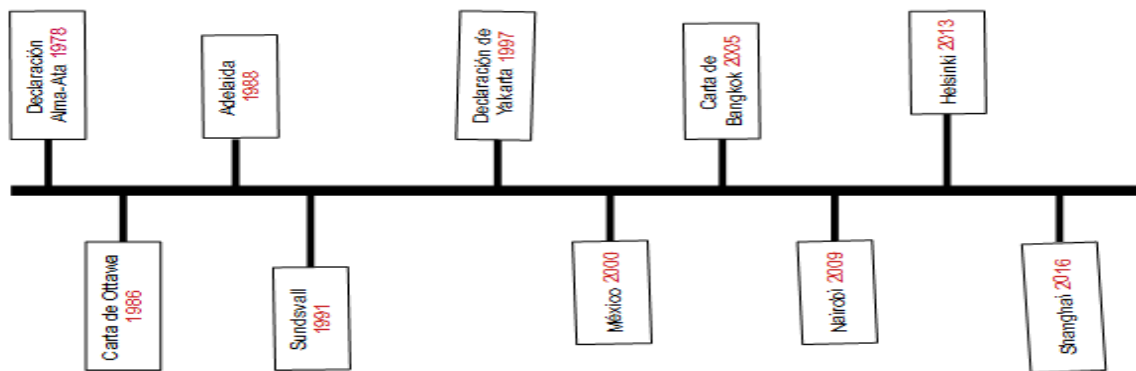 Declaración
Alma-Ata 1978
Carta de Ottawa
1986
Adelaida
1988
Sundsvall
1991
Declaración de
Yakarta 1997
México 2000
Carta de
Bangkok 2005
Nairobi 2009
Helsinki 2013
Shanghai 2016